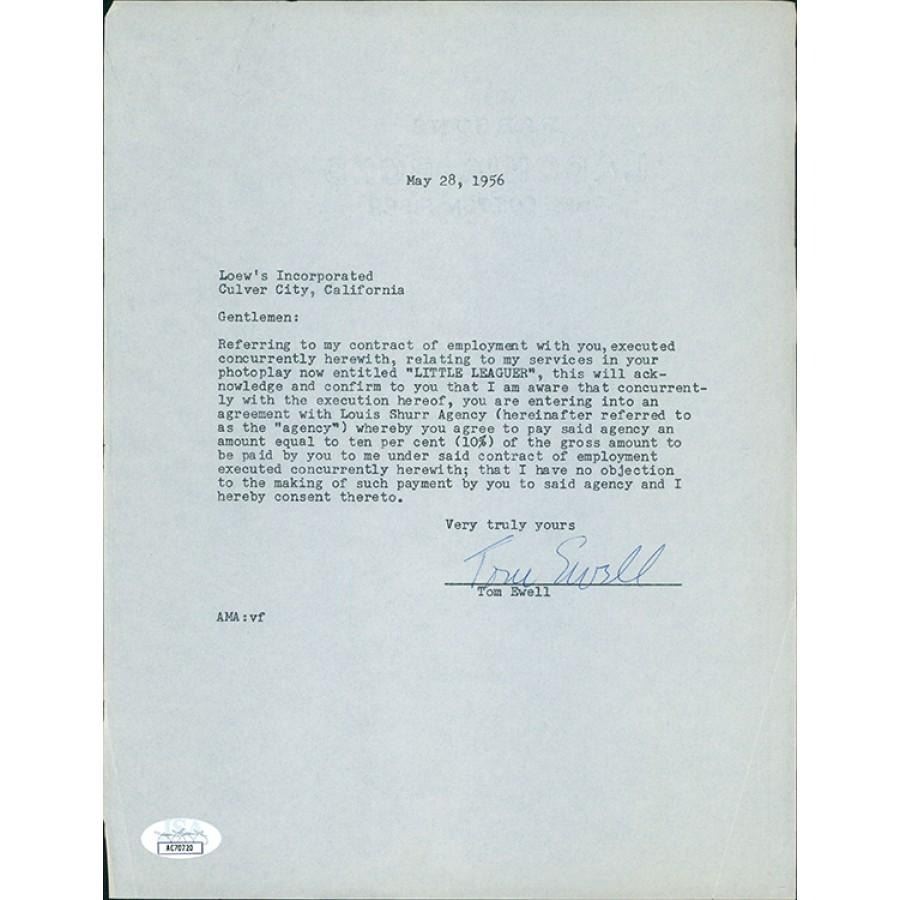 May 28, 1956
Loew's Incorporated
Culver City, California
Gentlemen:
Referring to my contract of employment with you, executed
concurrently herewith, relating to my services in your
photoplay now entitled "LITTLE LEAGUER", this will ack-
nowledge and confirm to you that I am aware that concurrent-
ly with the execution hereof, you are entering into an
agreement with Louis Shurr Agency (hereinafter referred to
as the "agency") whereby you agree to pay said agency an
amount equal to ten per cent (10%) of the gross amount to
be paid by you to me under said contract of employment
executed concurrently herewith; that I have no objection
to the making of such payment by you to said agency and I
hereby consent thereto.
Very truly yours
Tom Ewell
Tom Ewell
AMA:vf
AC70720